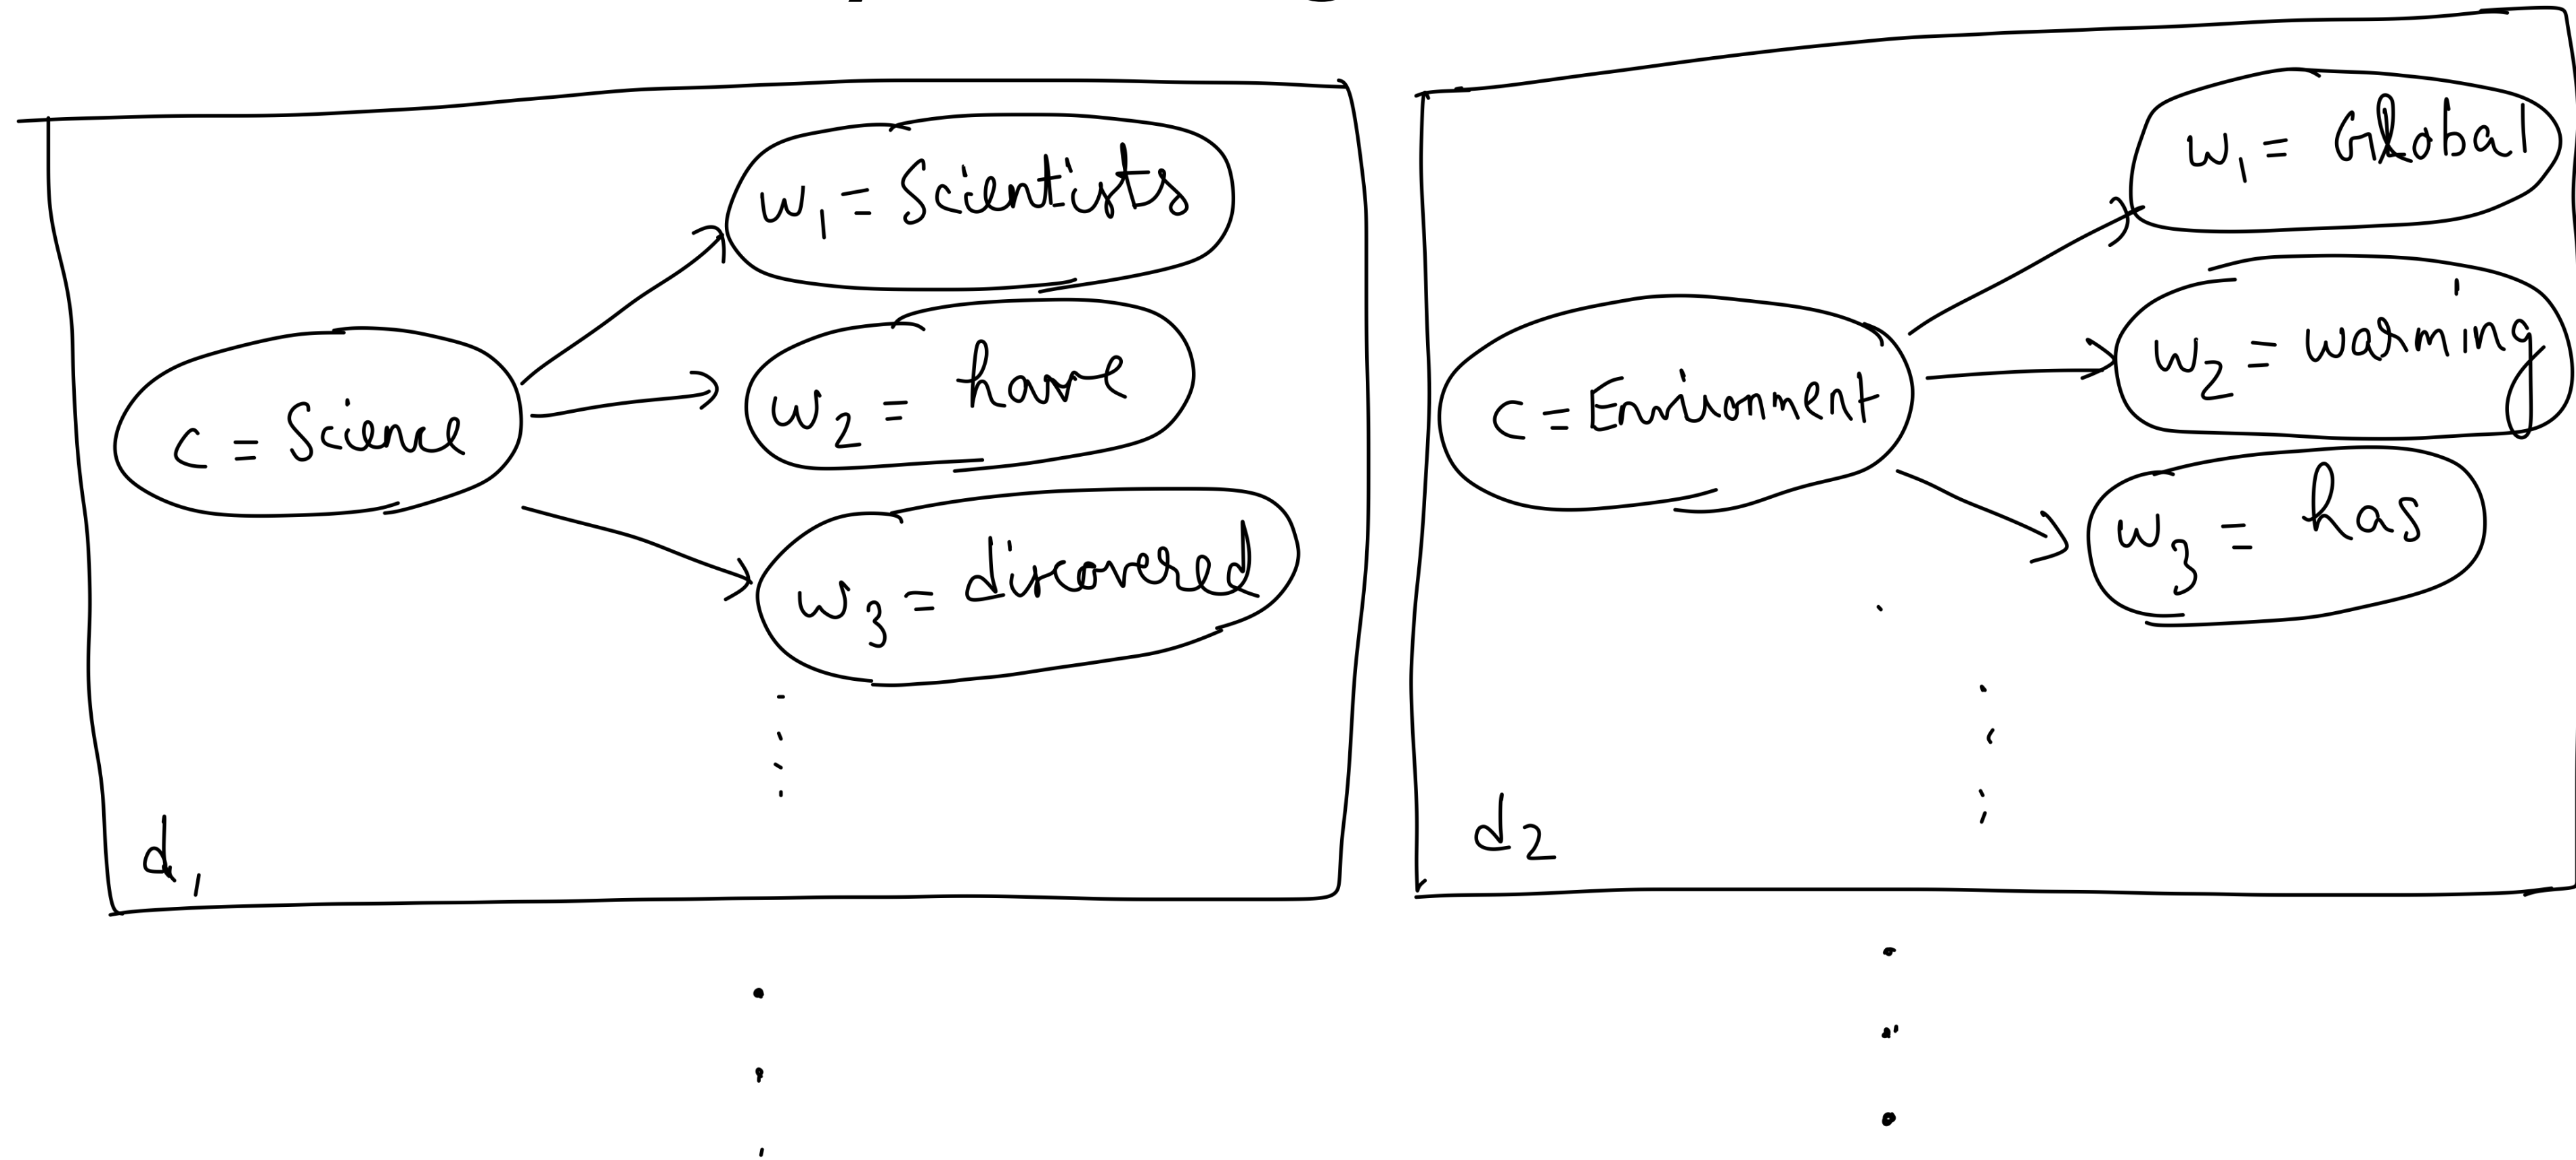 w1 = Scientists
w2 = have
c = Science
w3 = discovered
d1
w1 = Global
w2 = warming
c = Environment
w3 = has
d2